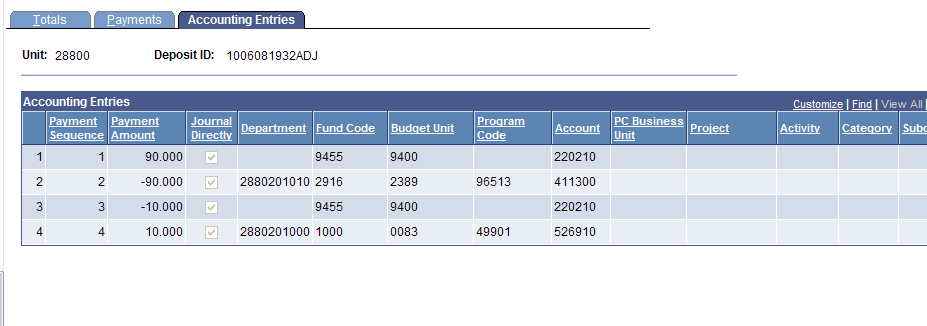 Totals Payments Accounting Entries
Unit: 28800 Deposit ID: 1006081932ADJ
Accounting Entries Customize | Find | View All |
Payment Sequence Payment Amount Journal Directly Department Fund Code Budget Unit Program Code Account PC Business Unit Project Activity Category Subc
1 1 90.000 9455 9400 220210
2 2 -90.000 2880201010 2916 2389 96513 411300
3 3 -10.000 9455 9400 220210
4 4 10.000 2880201000 1000 0083 49901 526910